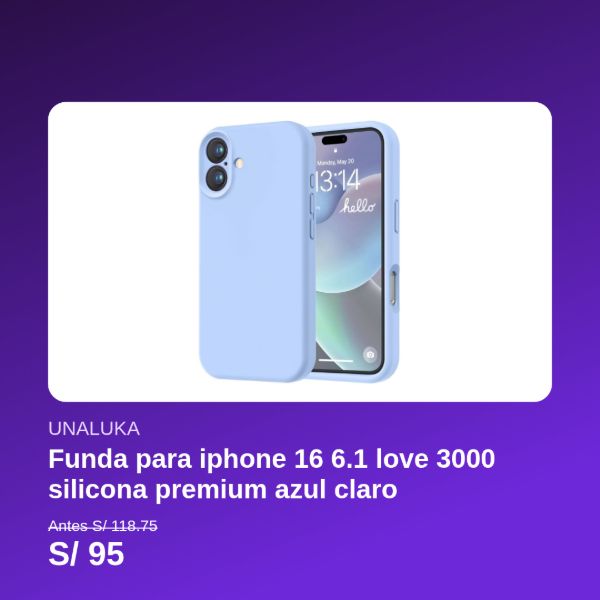 Monday, May 20
13:14
hello
UNALUKA
Funda para iphone 16 6.1 love 3000
silicona premium azul claro
Antes S/ 118.75
S/ 95